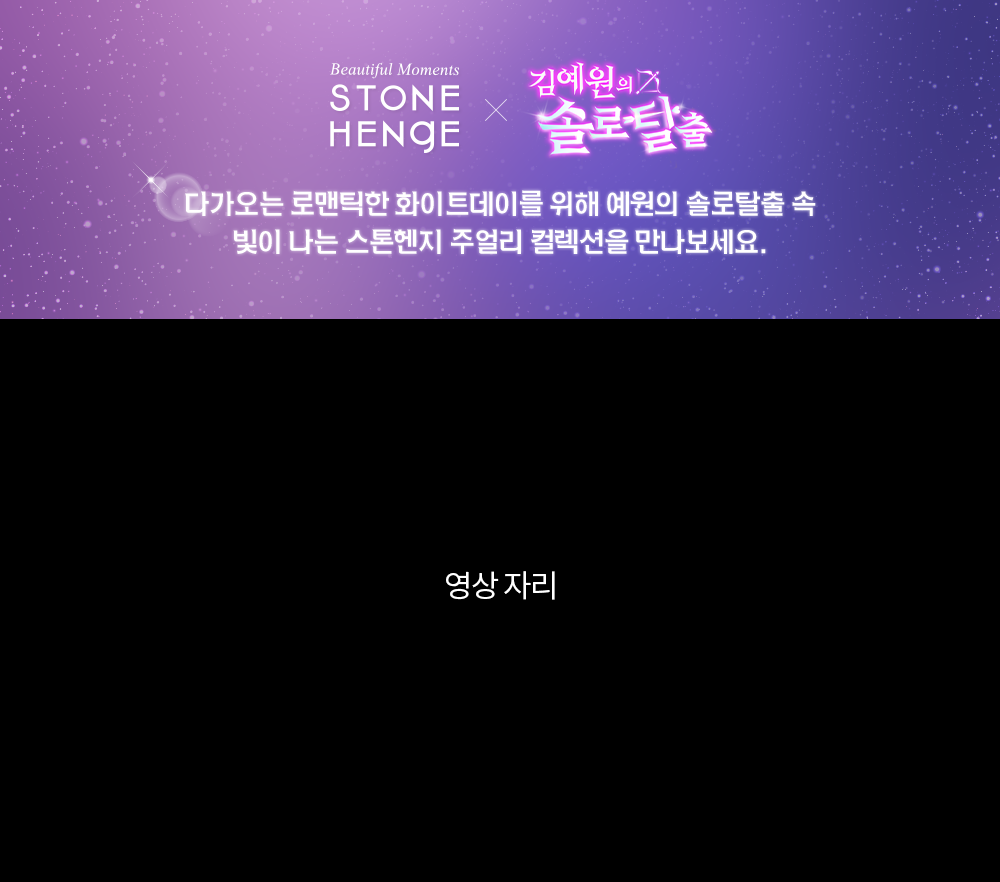 Beautiful Moments
STONE
HENGE
김예원의
솔로탈출
다가오는 로맨틱한 화이트데이를 위해 예원의 솔로탈출 속
빛이 나는 스톤헨지 주얼리 컬렉션을 만나보세요.
영상 자리